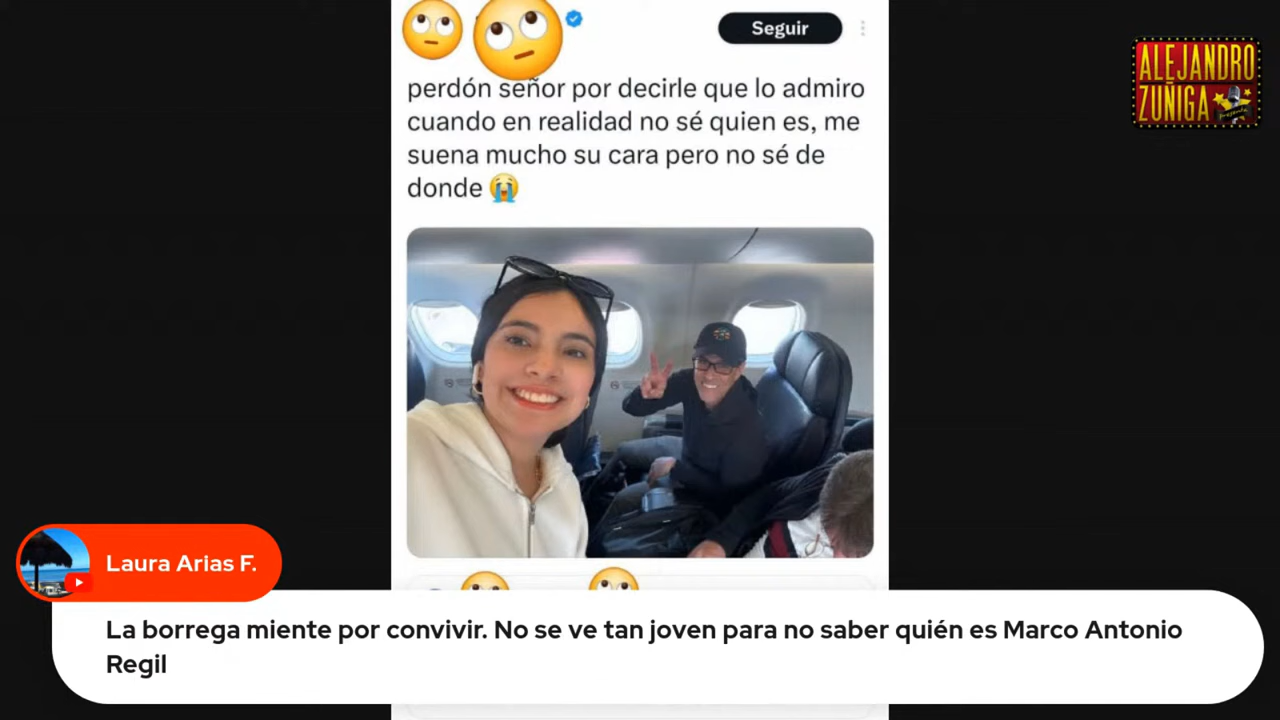 Seguir
ALEJANDRO
ZUÑIGA
perdón señor por decirle que lo admiro
cuando en realidad no sé quien es, me
suena mucho su cara pero no sé de
donde 😭
Laura Arias F.
La borrega miente por convivir. No se ve tan joven para no saber quién es Marco Antonio
Regil